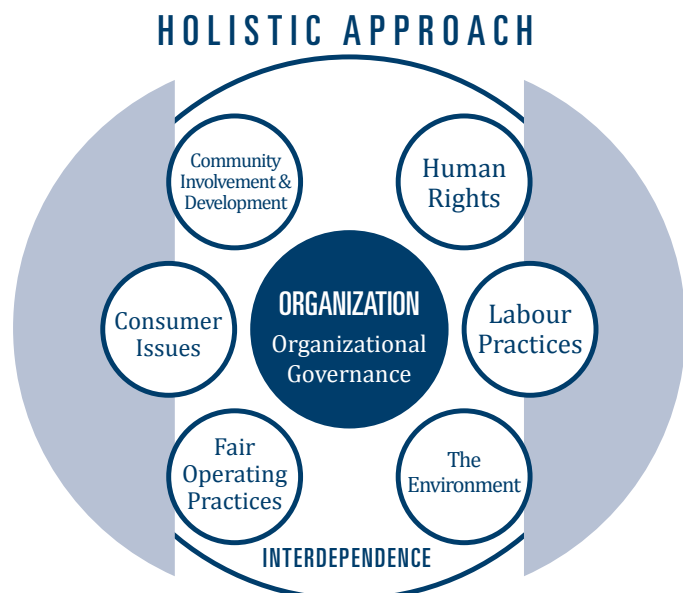 HOLISTIC APPROACH
Community
Involvement &
Development
Human
Rights
ORGANIZATION
Organizational
Governance
Consumer
Issues
Labour
Practices
Fair
Operating
Practices
The
Environment
INTERDEPENDENCE